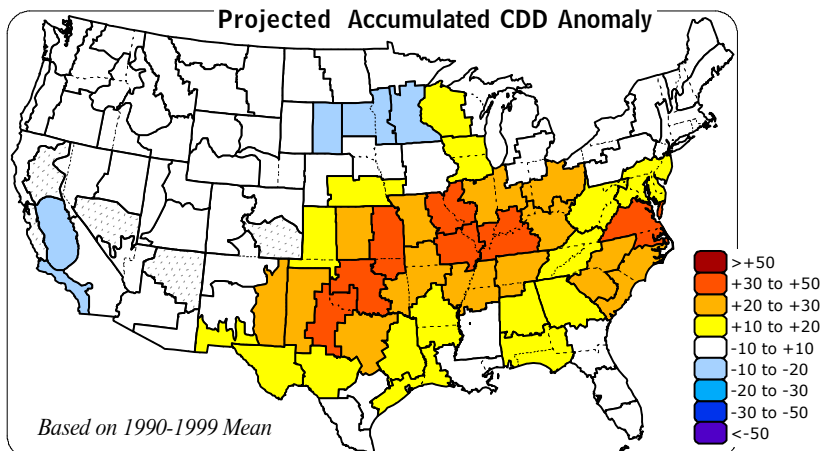 Projected Accumulated CDD Anomaly
>+50
+30 to +50
+20 to +30
+10 to +20
-10 to +10
-10 to -20
-20 to -30
-30 to -50
<-50
Based on 1990-1999 Mean